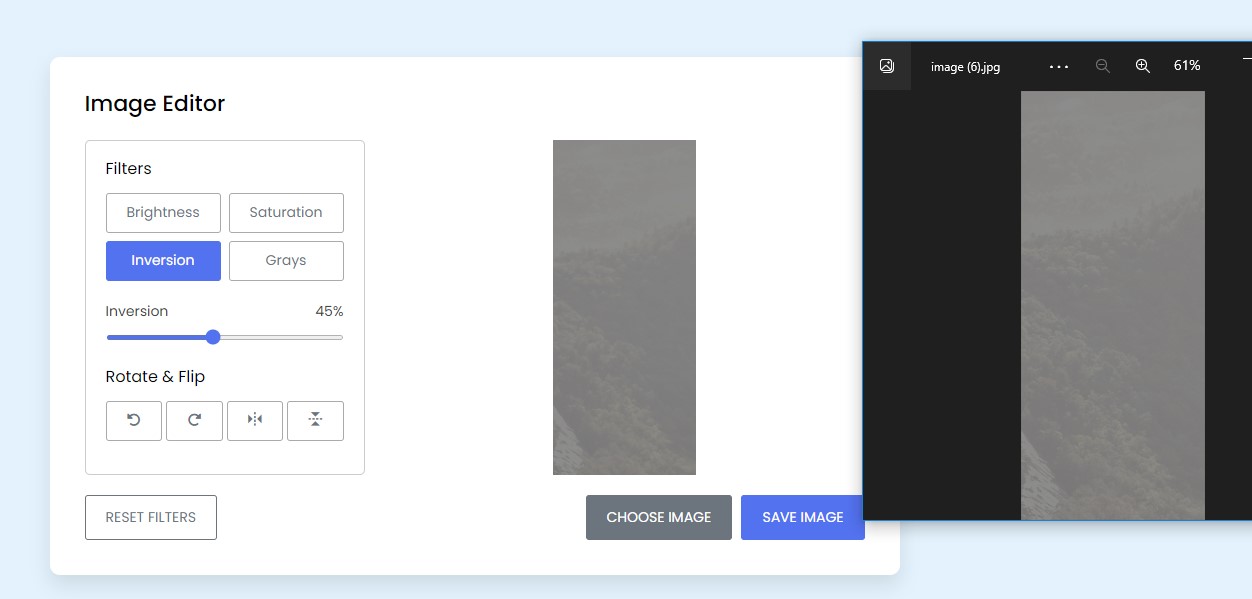 Image Editor
Filters
Brightness
Saturation
Inversion
Grays
Inversion
45%
Rotate & Flip
RESET FILTERS
CHOOSE IMAGE
SAVE IMAGE
image (6).jpg
61%